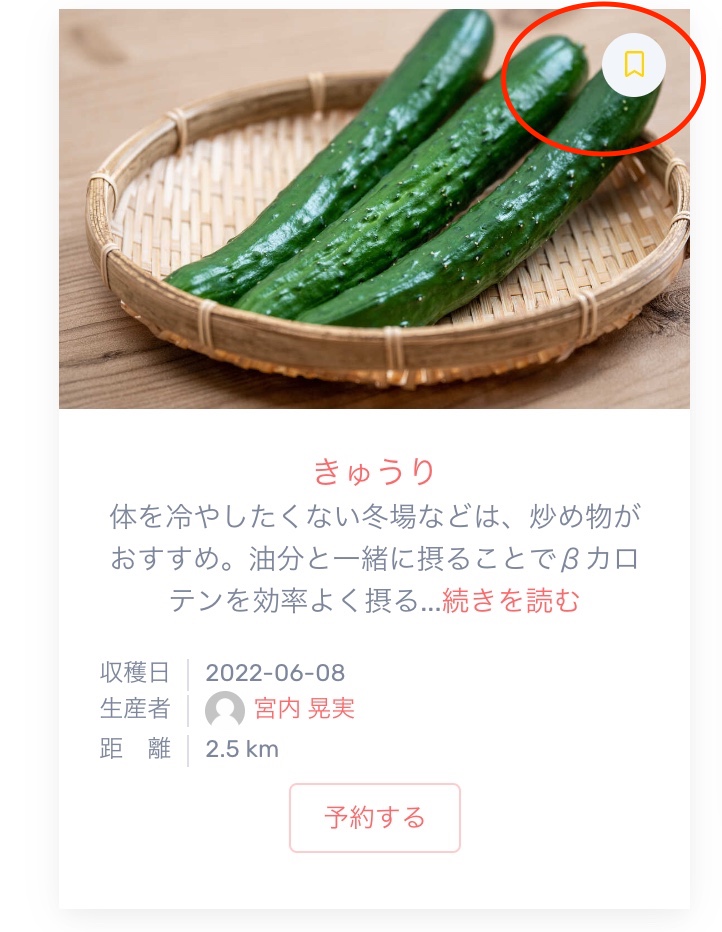 きゅうり
体を冷やしたくない冬場などは、炒め物が
おすすめ。油分と一緒に摂ることでβカロ
テンを効率よく摂る...続きを読む
収穫日 2022-06-08
生産者 宮内 晃実
距　離 2.5 km
予約する